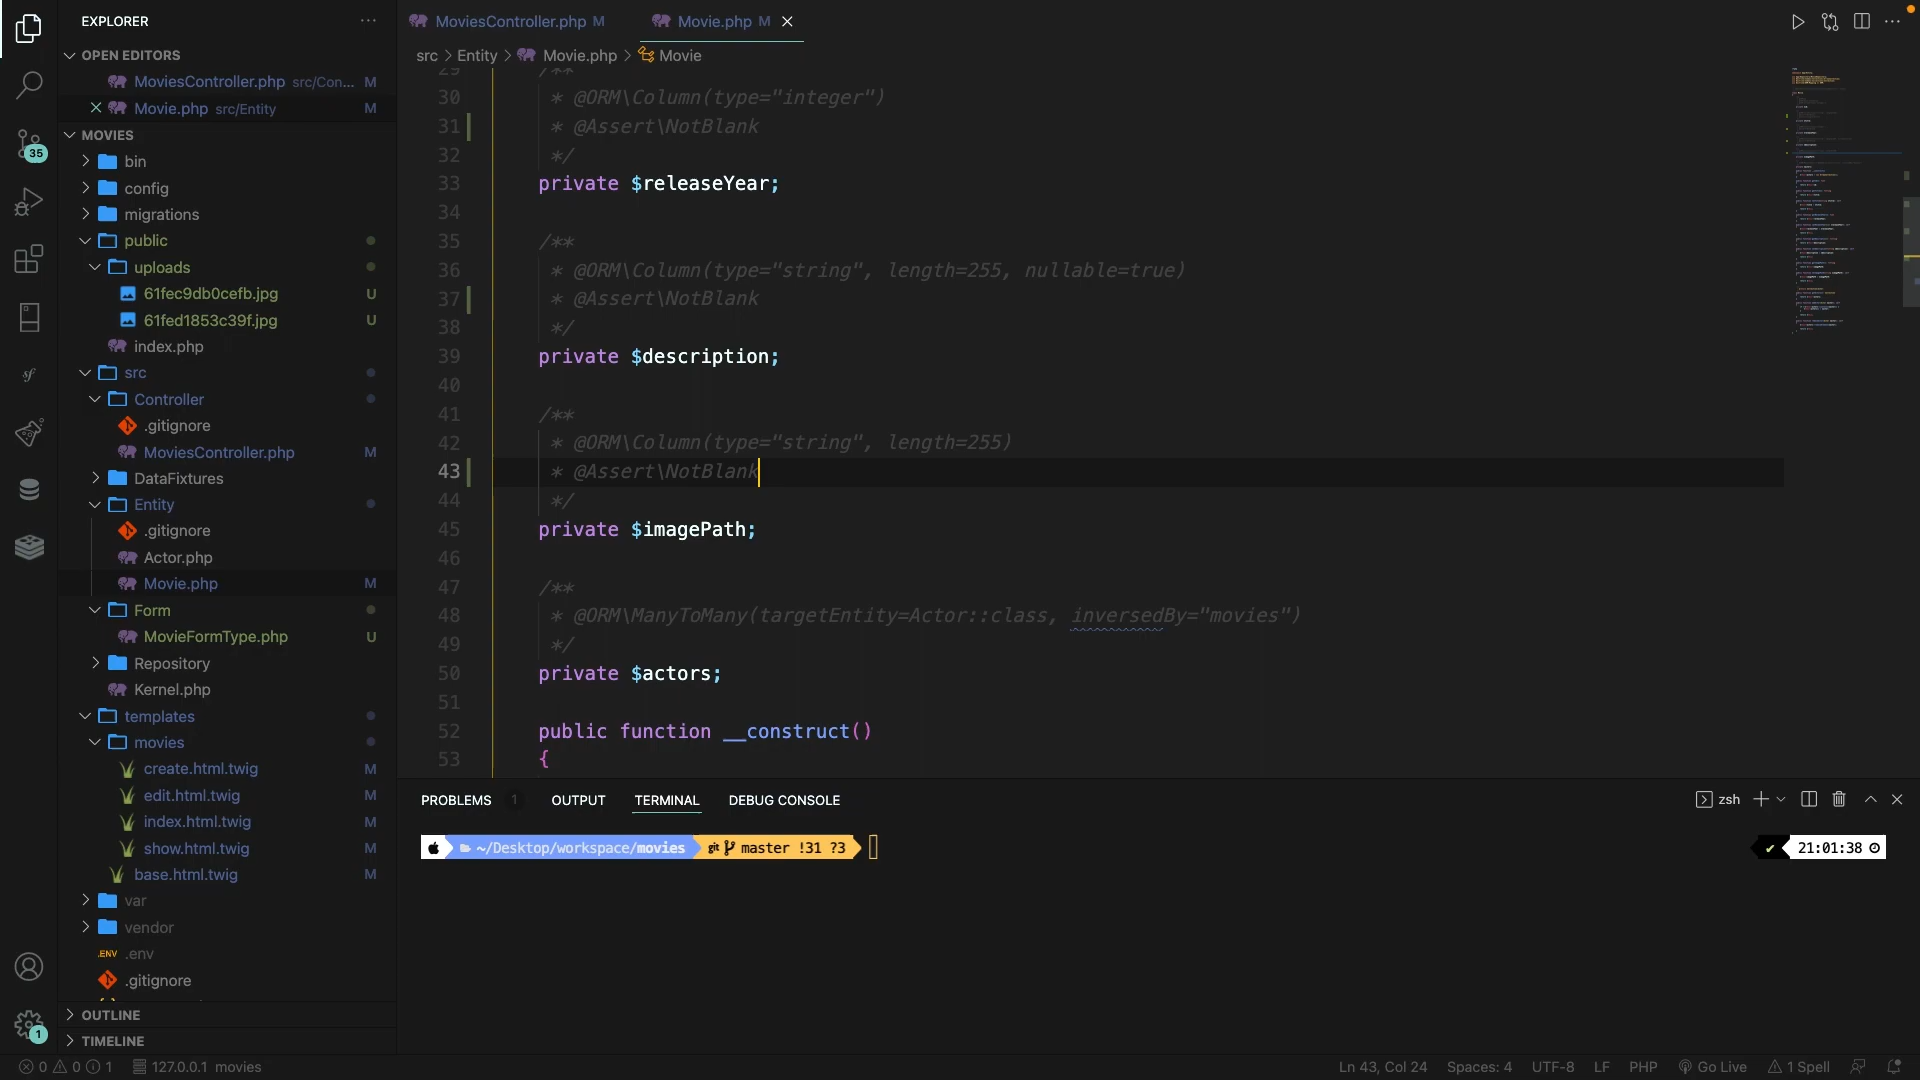 EXPLORER
OPEN EDITORS
MoviesController.php src/Con... M
Movie.php src/Entity M
MOVIES
bin
config
migrations
public
uploads
61fec9db0cefb.jpg U
61fed1853c39f.jpg U
index.php
src
Controller
.gitignore
MoviesController.php M
DataFixtures
Entity
.gitignore
Actor.php
Movie.php M
Form
MovieFormType.php U
Repository
Kernel.php
templates
movies
create.html.twig M
edit.html.twig M
index.html.twig M
show.html.twig M
base.html.twig M
var
vendor
.ENV .env
.gitignore
OUTLINE
TIMELINE
35
sf
1
MoviesController.php M
Movie.php M
src > Entity > Movie.php > Movie
29 /**
30 * @ORM\Column(type="integer")
31 * @Assert\NotBlank
32 */
33 private $releaseYear;
34
35 /**
36 * @ORM\Column(type="string", length=255, nullable=true)
37 * @Assert\NotBlank
38 */
39 private $description;
40
41 /**
42 * @ORM\Column(type="string", length=255)
43 * @Assert\NotBlank
44 */
45 private $imagePath;
46
47 /**
48 * @ORM\ManyToMany(targetEntity=Actor::class, inversedBy="movies")
49 */
50 private $actors;
51
52 public function __construct()
53 {
PROBLEMS 1 OUTPUT TERMINAL DEBUG CONSOLE
zsh
~/Desktop/workspace/movies git master !31 ?3
21:01:38
0 0 1 127.0.0.1 movies
Ln 43, Col 24 Spaces: 4 UTF-8 LF PHP Go Live 1 Spell